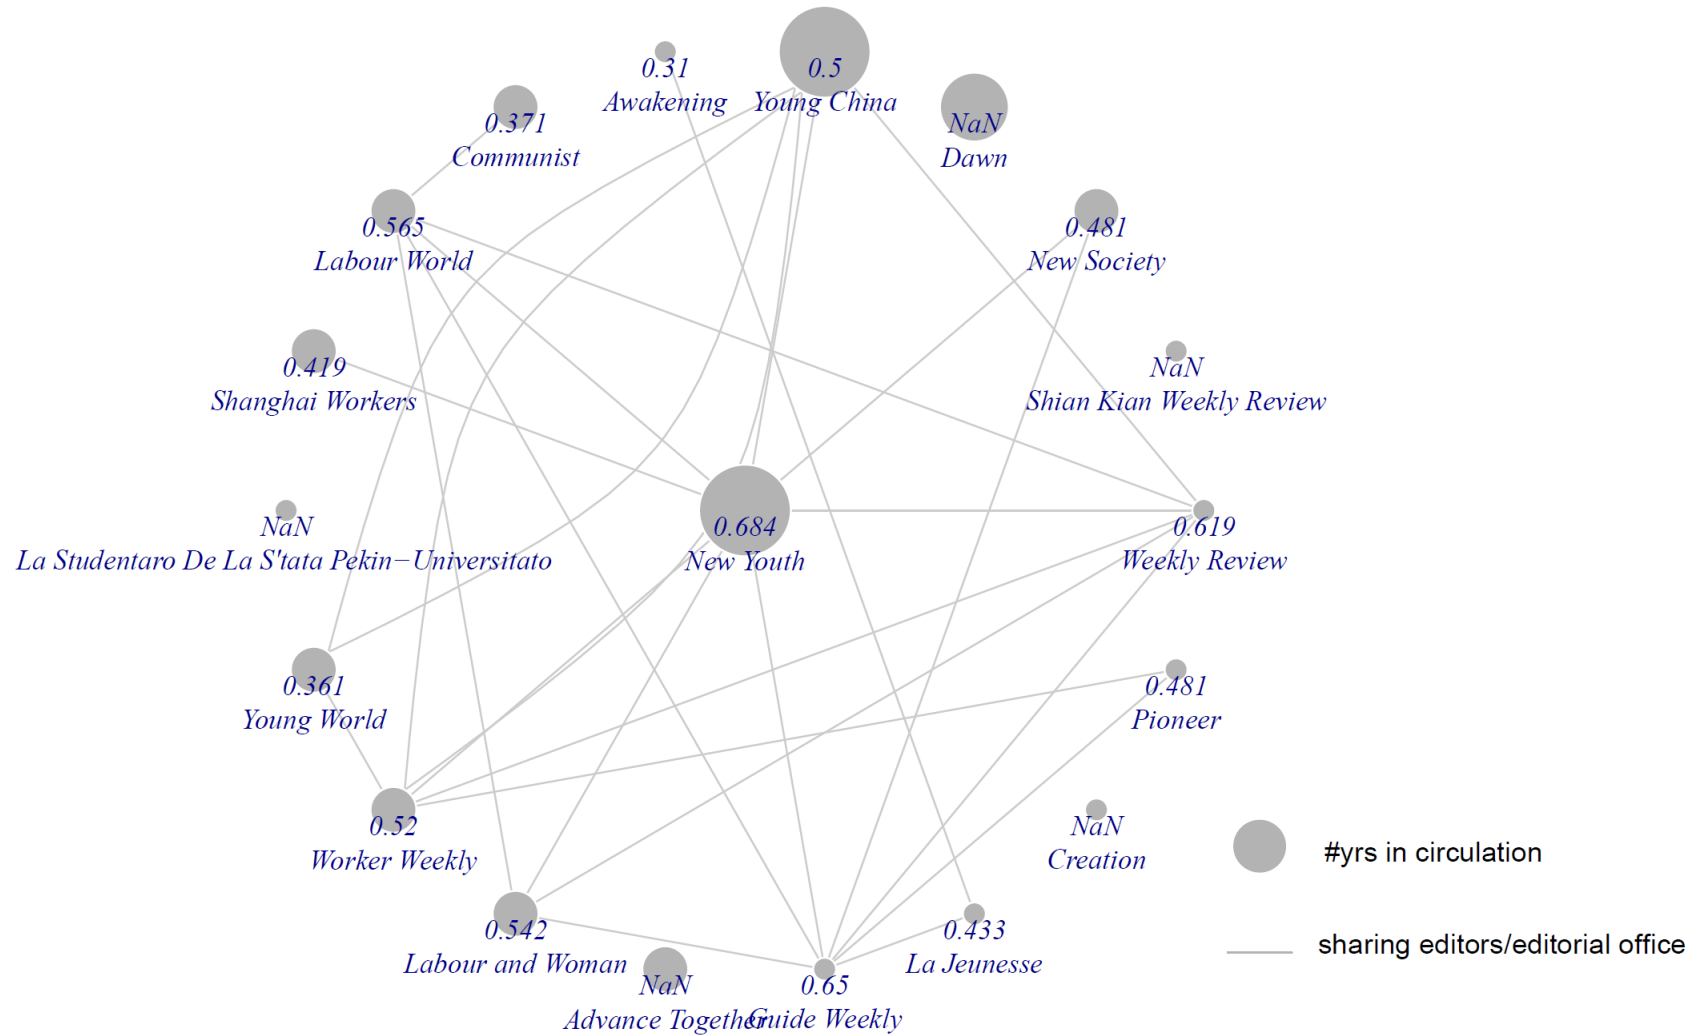 0.31
Awakening
0.5
Young China
0.371
Communist
NaN
Dawn
0.565
Labour World
0.481
New Society
0.419
Shanghai Workers
NaN
Shian Kian Weekly Review
NaN
La Studentaro De La S'tata Pekin−Universitato
0.684
New Youth
0.619
Weekly Review
0.361
Young World
0.481
Pioneer
0.52
Worker Weekly
NaN
Creation
#yrs in circulation
0.542
Labour and Woman
0.433
La Jeunesse
sharing editors/editorial office
NaN
Advance Together
0.65
Guide Weekly